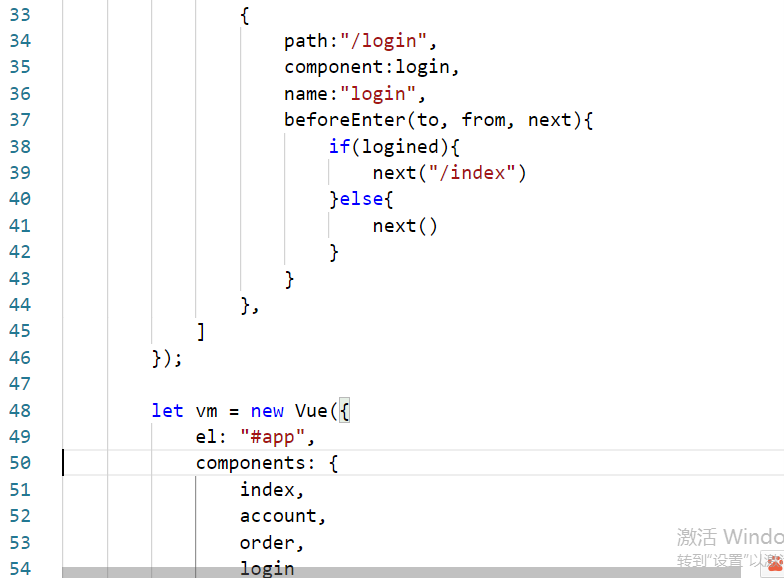 33 {
34 path:"/login",
35 component:login,
36 name:"login",
37 beforeEnter(to, from, next){
38 if(logined){
39 next("/index")
40 }else{
41 next()
42 }
43 }
44 },
45 ]
46 });
47
48 let vm = new Vue({
49 el: "#app",
50 components: {
51 index,
52 account,
53 order,
54 login
激活 Windo
转到"设置"以激